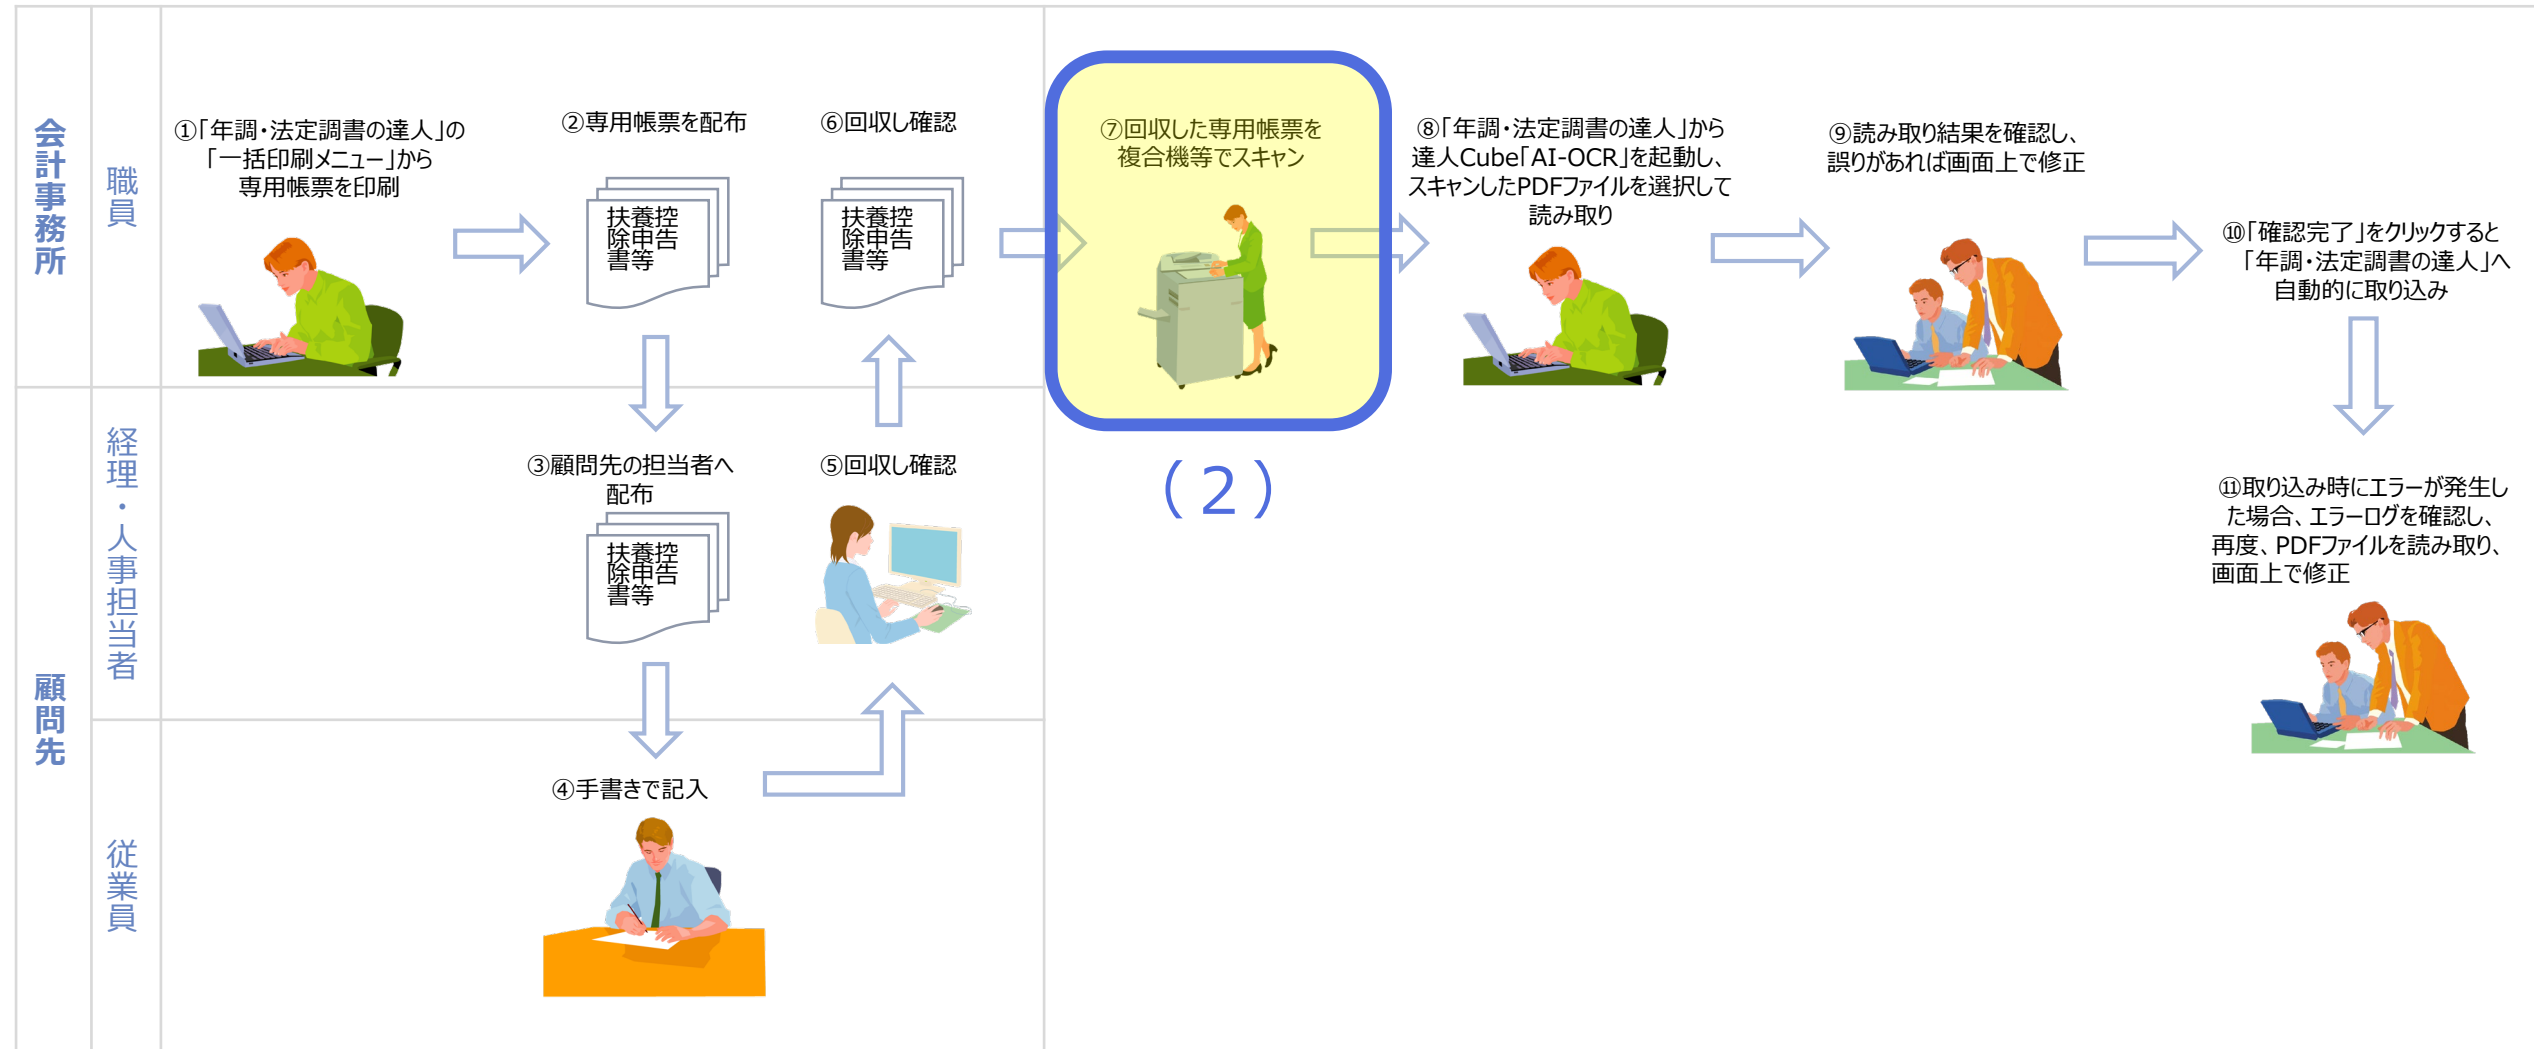 会計事務所
職員
①「年調・法定調書の達人」の
「一括印刷メニュー」から
専用帳票を印刷
②専用帳票を配布
扶養控
除申告
書等
⑥回収し確認
扶養控
除申告
書等
⑦回収した専用帳票を
複合機等でスキャン
(2)
⑧「年調・法定調書の達人」から
達人Cube「AI-OCR」を起動し、
スキャンしたPDFファイルを選択して
読み取り
⑨読み取り結果を確認し、
誤りがあれば画面上で修正
⑩「確認完了」をクリックすると
「年調・法定調書の達人」へ
自動的に取り込み
⑪取り込み時にエラーが発生し
た場合、エラーログを確認し、
再度、PDFファイルを読み取り、
画面上で修正
顧問先
経理・人事担当者
③顧問先の担当者へ
配布
扶養控
除申告
書等
⑤回収し確認
従業員
④手書きで記入